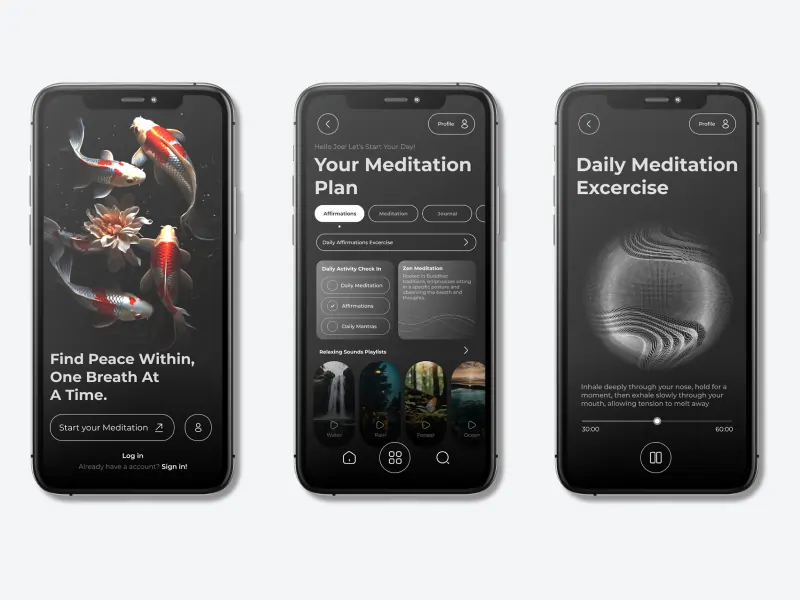 Find Peace Within,
One Breath At
A Time.
Start your Meditation
Log in
Already have a account? Sign in!
Profile
Hello Joe! Let's Start Your Day!
Your Meditation
Plan
Affirmations
Meditation
Journal
Daily Affirmations Excercise
Daily Activity Check In
Daily Meditation
Affirmations
Daily Mantras
Zen Meditation
Rooted in Buddhist
traditions, emphasizes sitting
in a specific posture and
observing the breath and
thoughts.
Relaxing Sounds Playlists
Water
Rain
Forest
Ocean
Profile
Daily Meditation
Excercise
Inhale deeply through your nose, hold for a
moment, then exhale slowly through your
mouth, allowing tension to melt away
30:00
60:00